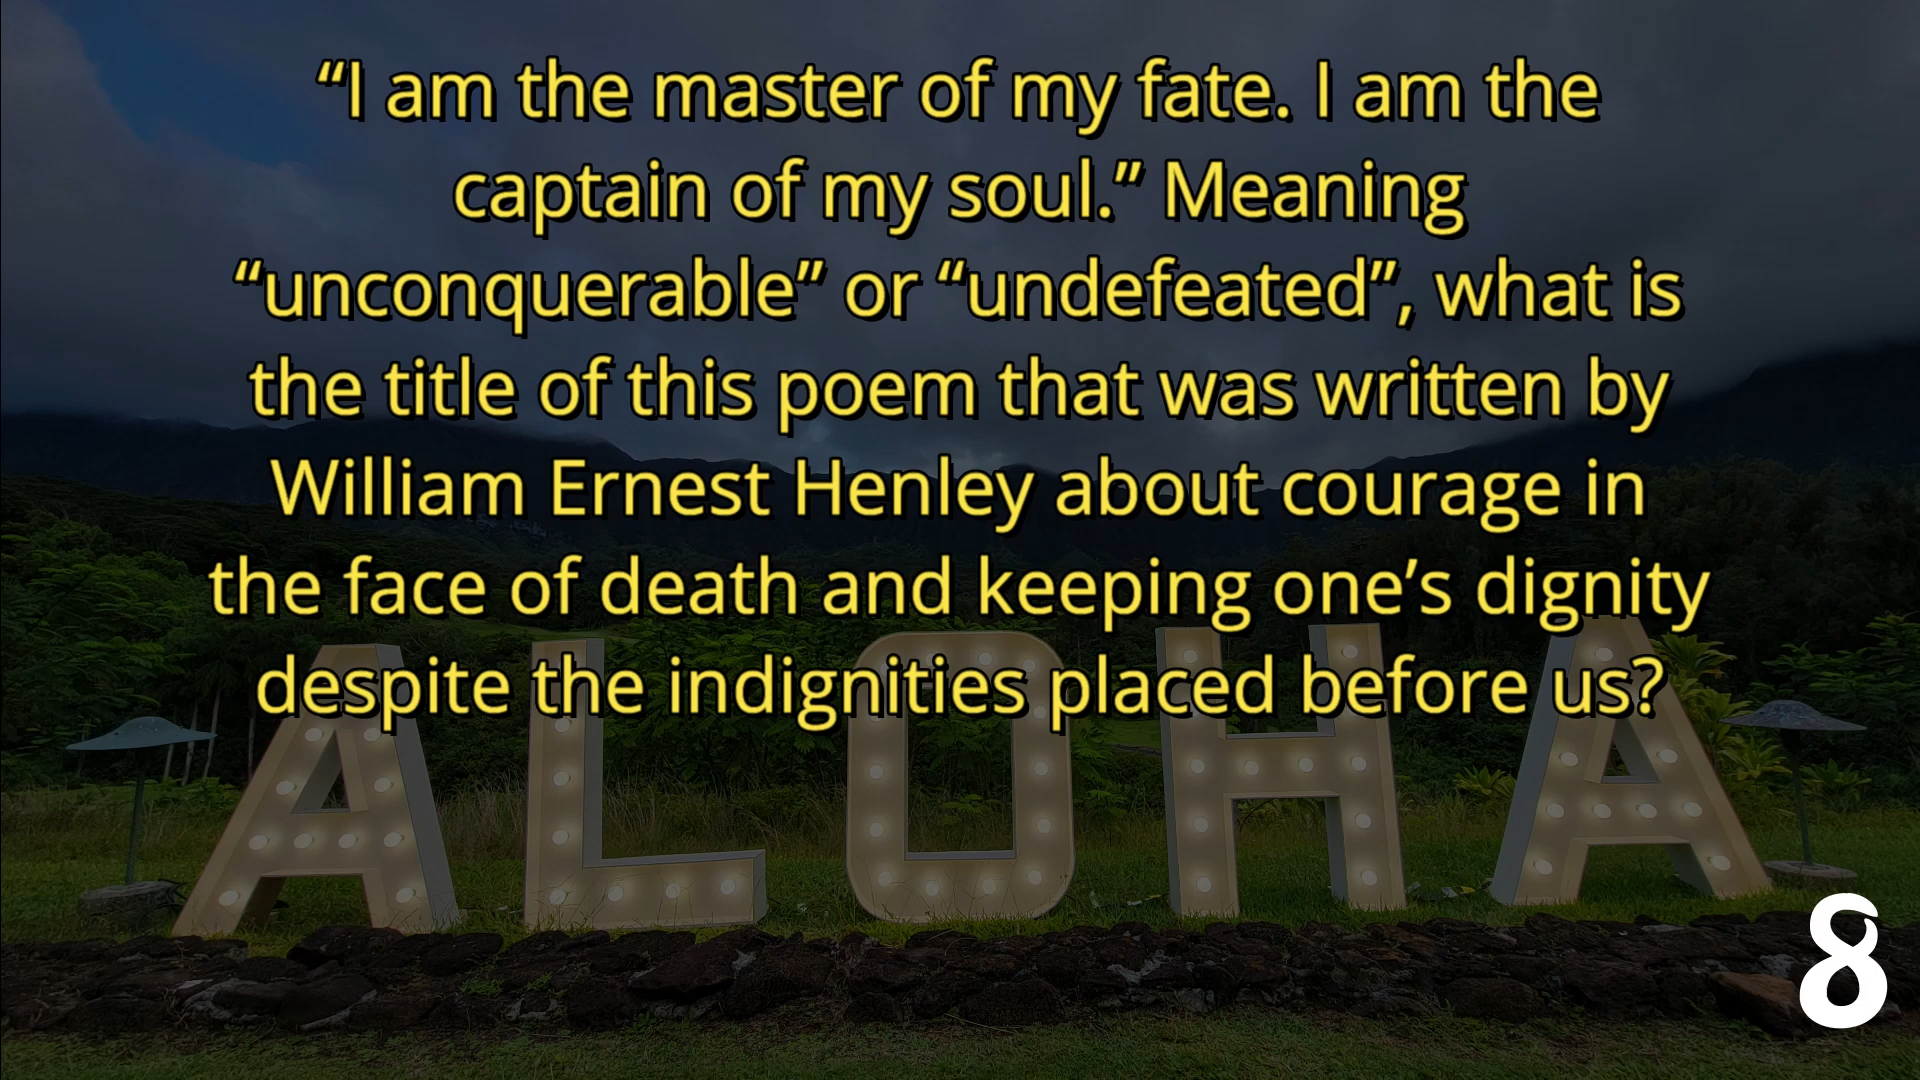 “I am the master of my fate. I am the
captain of my soul.” Meaning
“unconquerable” or “undefeated”, what is
the title of this poem that was written by
William Ernest Henley about courage in
the face of death and keeping one’s dignity
despite the indignities placed before us?
ALOHA
8